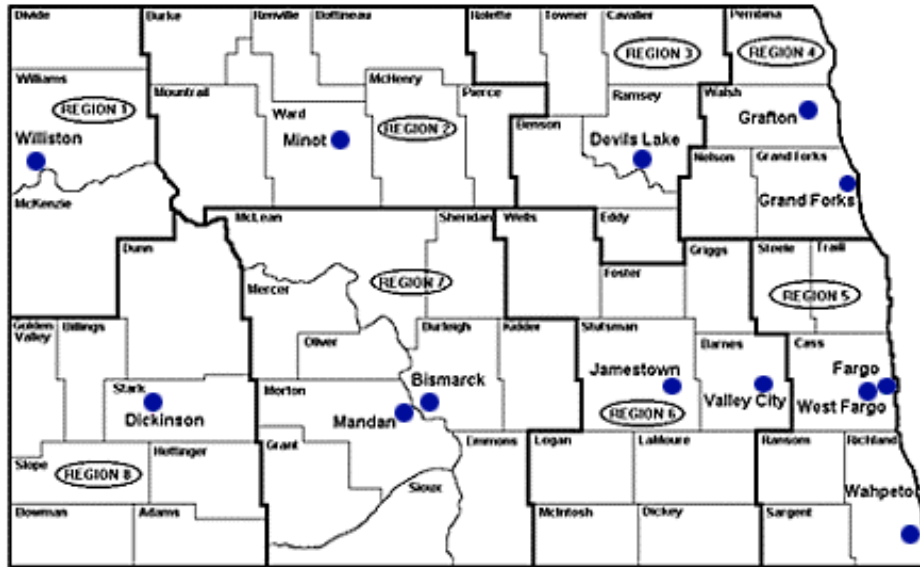 Divide
Burke
Renville
Bottineau
Rolette
Towner
Cavalier
Pembina
REGION 3
REGION 4
Williams
McHenry
Mountrail
Pierce
Ramsey
Walsh
REGION 1
Ward
Grafton
Benson
REGION 2
Williston
Minot
Devils Lake
Nelson
Grand Forks
McKenzie
Grand Forks
McLean
Sheridan
Wells
Eddy
Dunn
Griggs
Steele
Traill
Foster
REGION 7
Mercer
REGION 5
Golden
Valley
Billings
Burleigh
Kidder
Stutsman
Oliver
Barnes
Cass
Jamestown
Fargo
Bismarck
Stark
Morton
Valley City
West Fargo
Dickinson
Mandan
REGION 6
Grant
Emmons
Logan
LaMoure
Ransom
Richland
Slope
Hettinger
REGION 8
Sioux
Wahpeto
Bowman
Adams
McIntosh
Dickey
Sargent